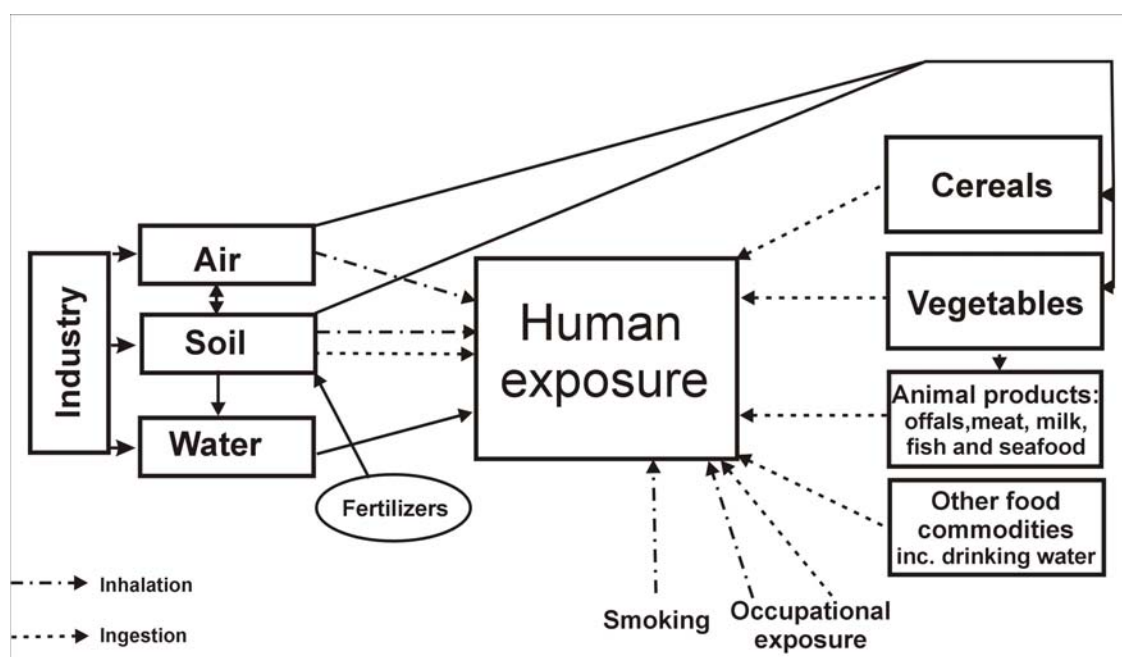 Industry
Air
Soil
Water
Fertilizers
Human
exposure
Cereals
Vegetables
Animal products:
offals,meat, milk,
fish and seafood
Other food
commodities
inc. drinking water
Smoking
Occupational
exposure
Inhalation
Ingestion